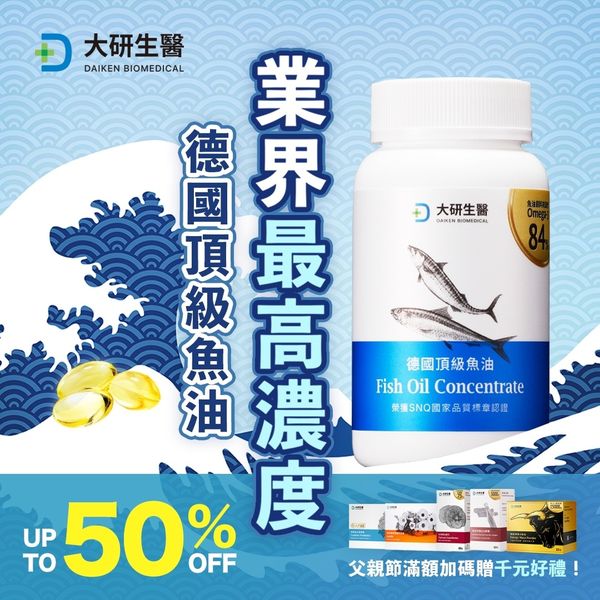 大研生醫
DAIKEN BIOMEDICAL
業界最高濃度
德國頂級魚油
大研生醫
DAIKEN BIOMEDICAL
Omega-
84%
德國頂級魚油
Fish Oil Concentrate
榮獲SNQ國家品質標章認證
UP TO
50%
OFF
父親節滿額加碼贈千元好禮！